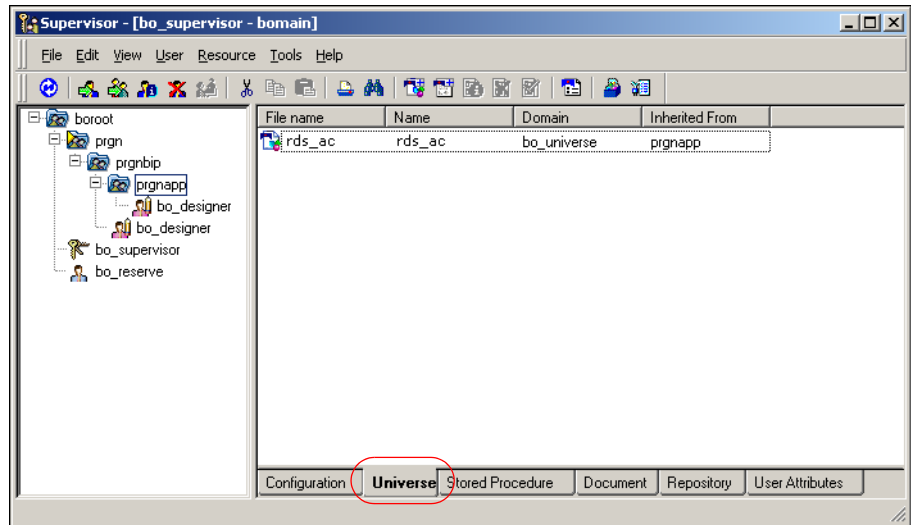 Supervisor - [bo_supervisor - bomain]
File Edit View User Resource Tools Help
boroot
prgn
prgnbip
prgnapp
bo_designer
bo_designer
bo_supervisor
bo_reserve
File name Name Domain Inherited From
rds_ac rds_ac bo_universe prgnapp
Configuration Universe Stored Procedure Document Repository User Attributes